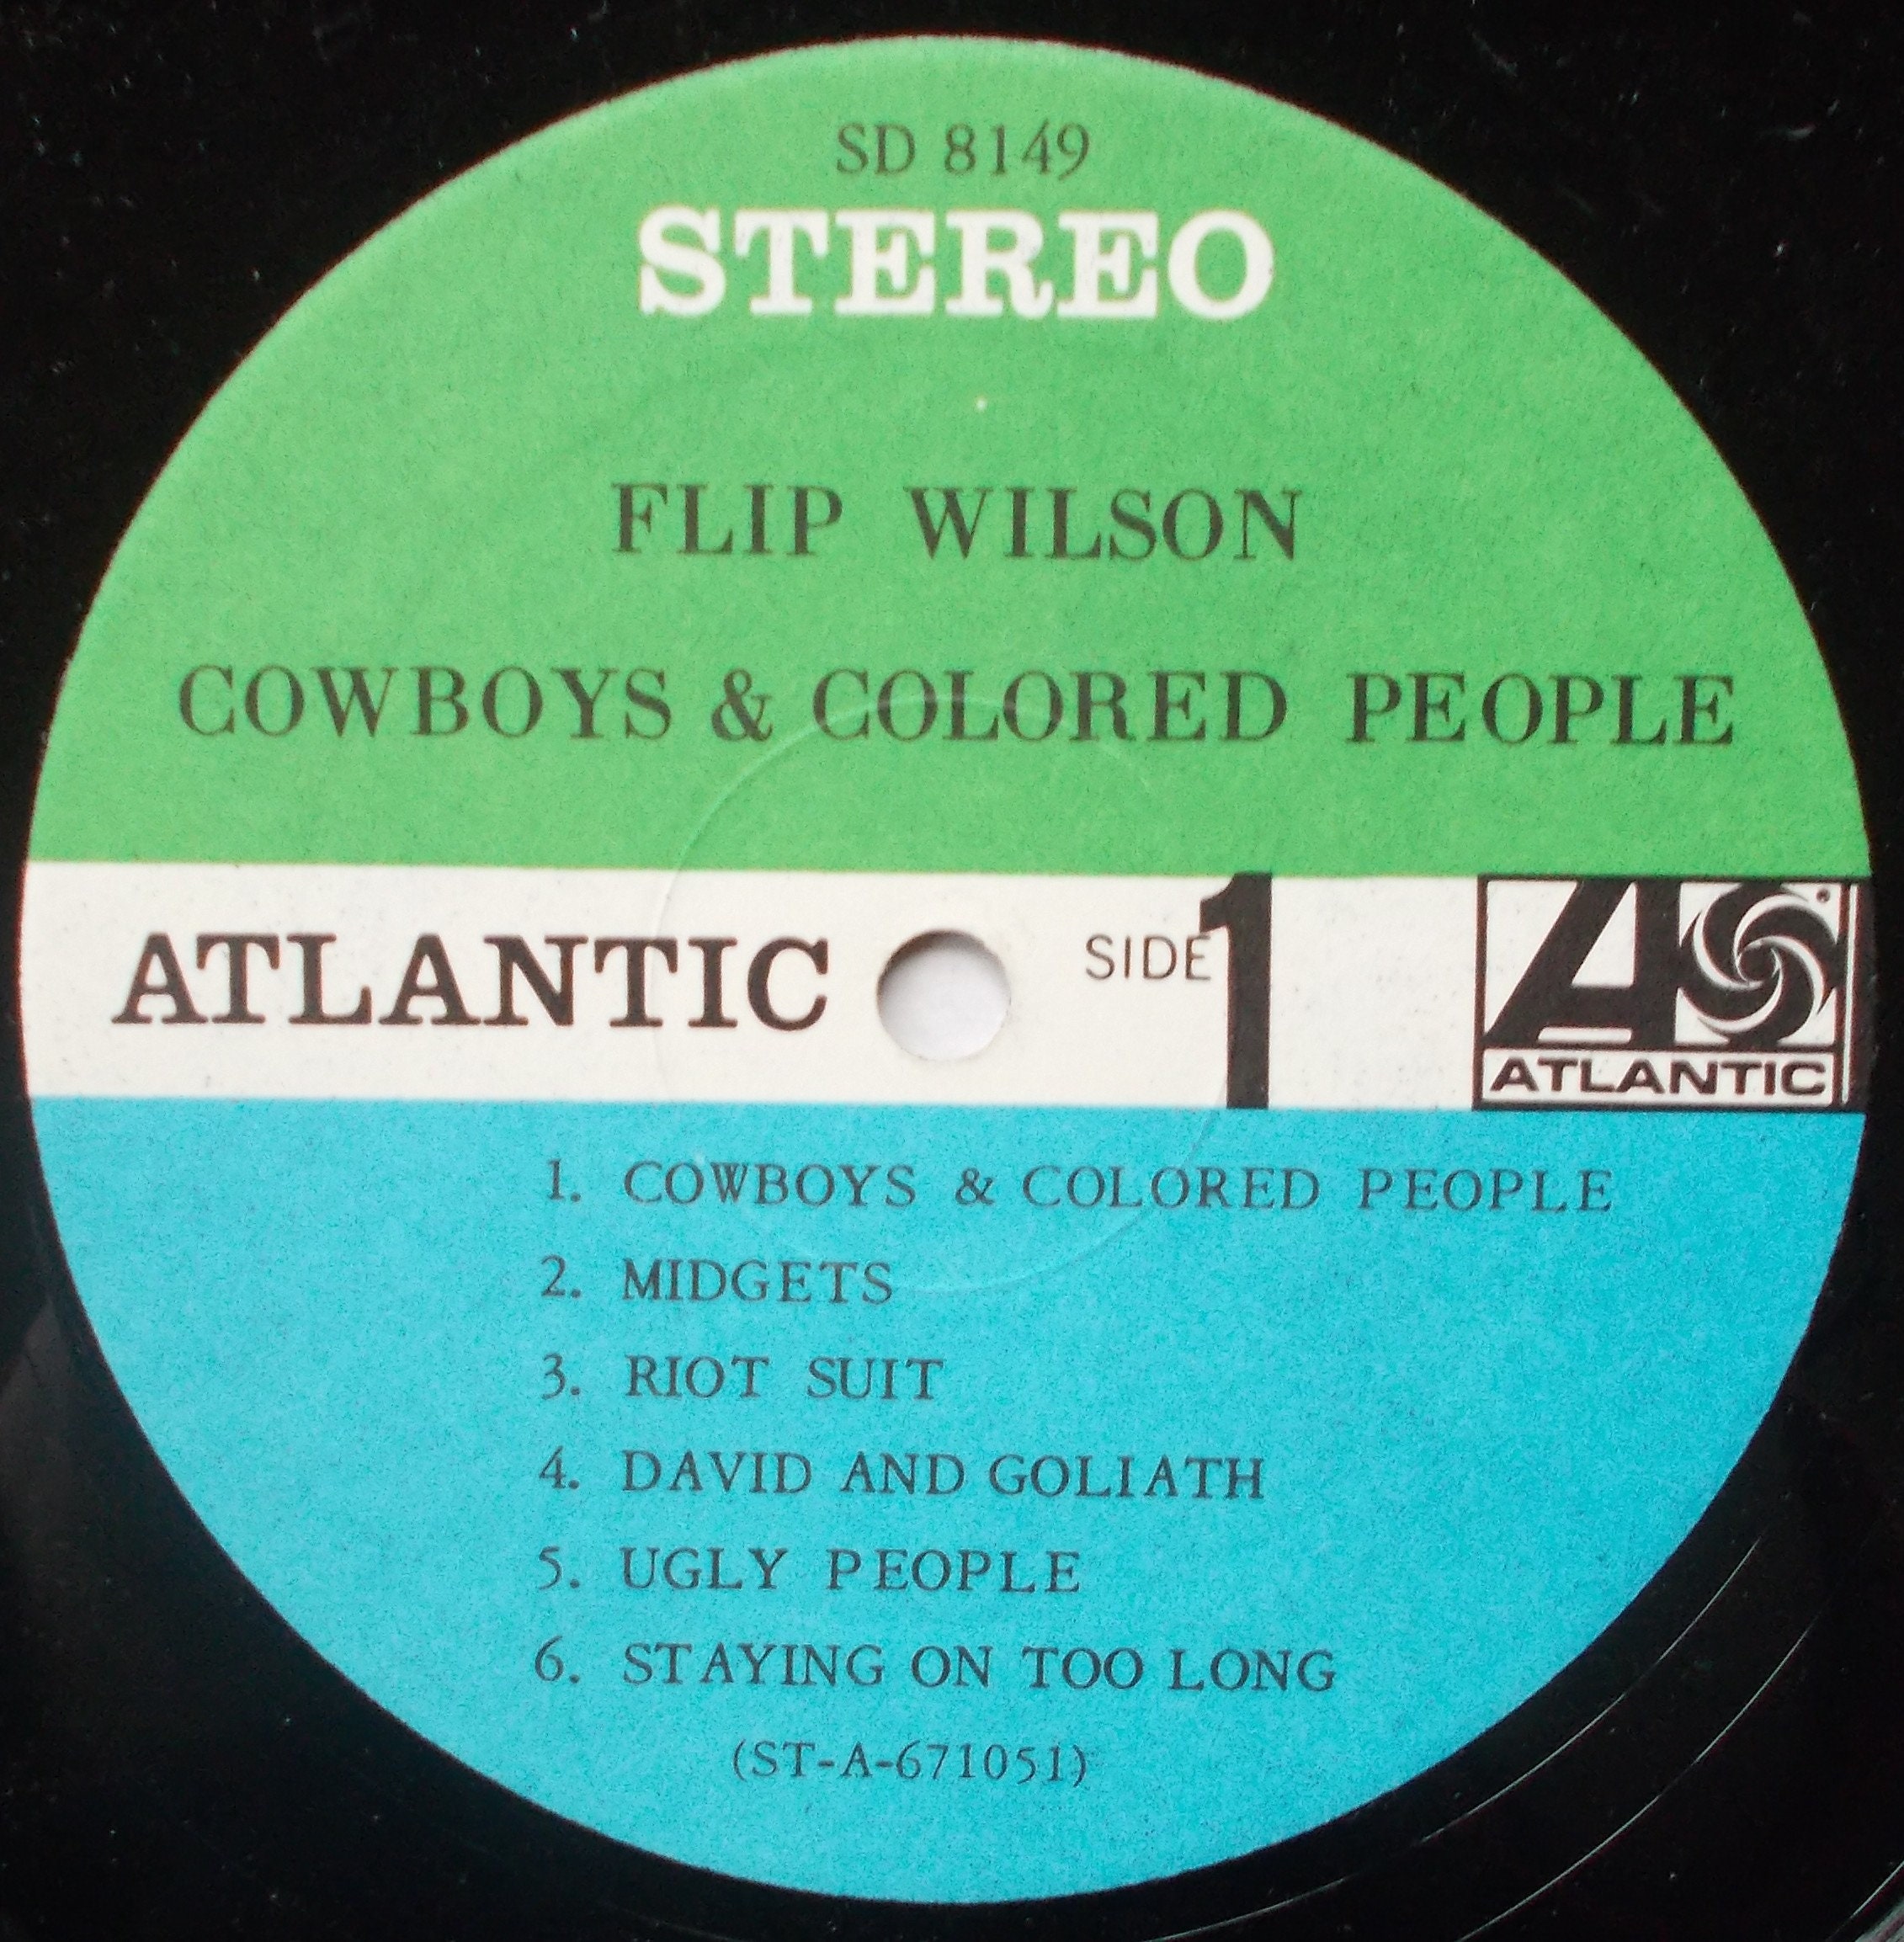 SD 8149
STEREO
FLIP WILSON
COWBOYS & COLORED PEOPLE
ATLANTIC SIDE 1
ATLANTIC
1. COWBOYS & COLORED PEOPLE
2. MIDGETS
3. RIOT SUIT
4. DAVID AND GOLIATH
5. UGLY PEOPLE
6. STAYING ON TOO LONG
(ST-A-671051)